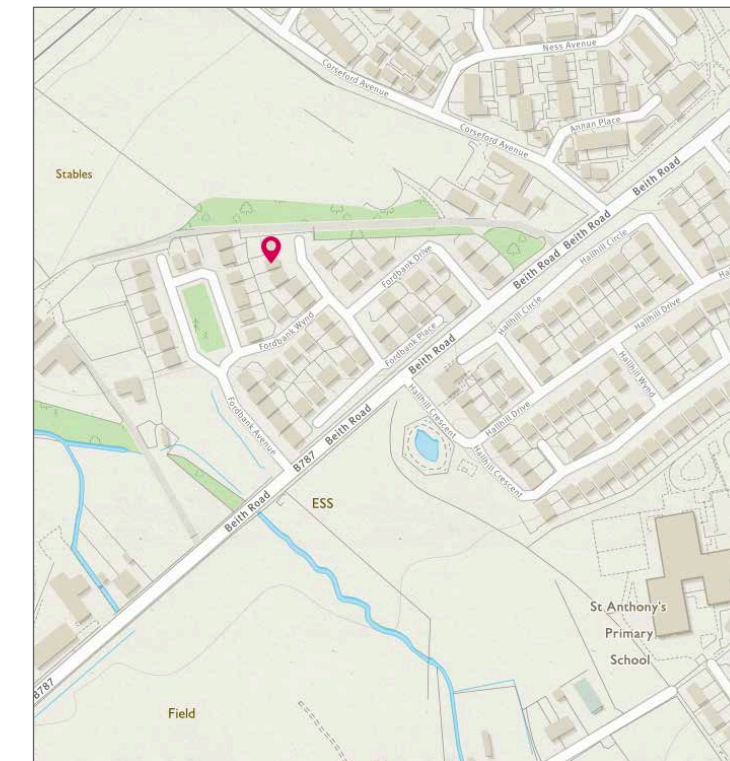 Ness Avenue
Corseford Avenue
Annan Place
Corseford Avenue
Stables
Beith Road
Beith Road
Beith Road
Hallhill Circle
Fordbank Drive
Hallhill Circle
Hallhill Drive
Fordbank Wynd
Fordbank Place
Beith Road
Hallhill Wynd
Fordbank Avenue
Hallhill Crescent
Hallhill Drive
Beith Road
B787
Hallhill Crescent
Beith Road
ESS
St Anthony's
Primary
School
B787
Field